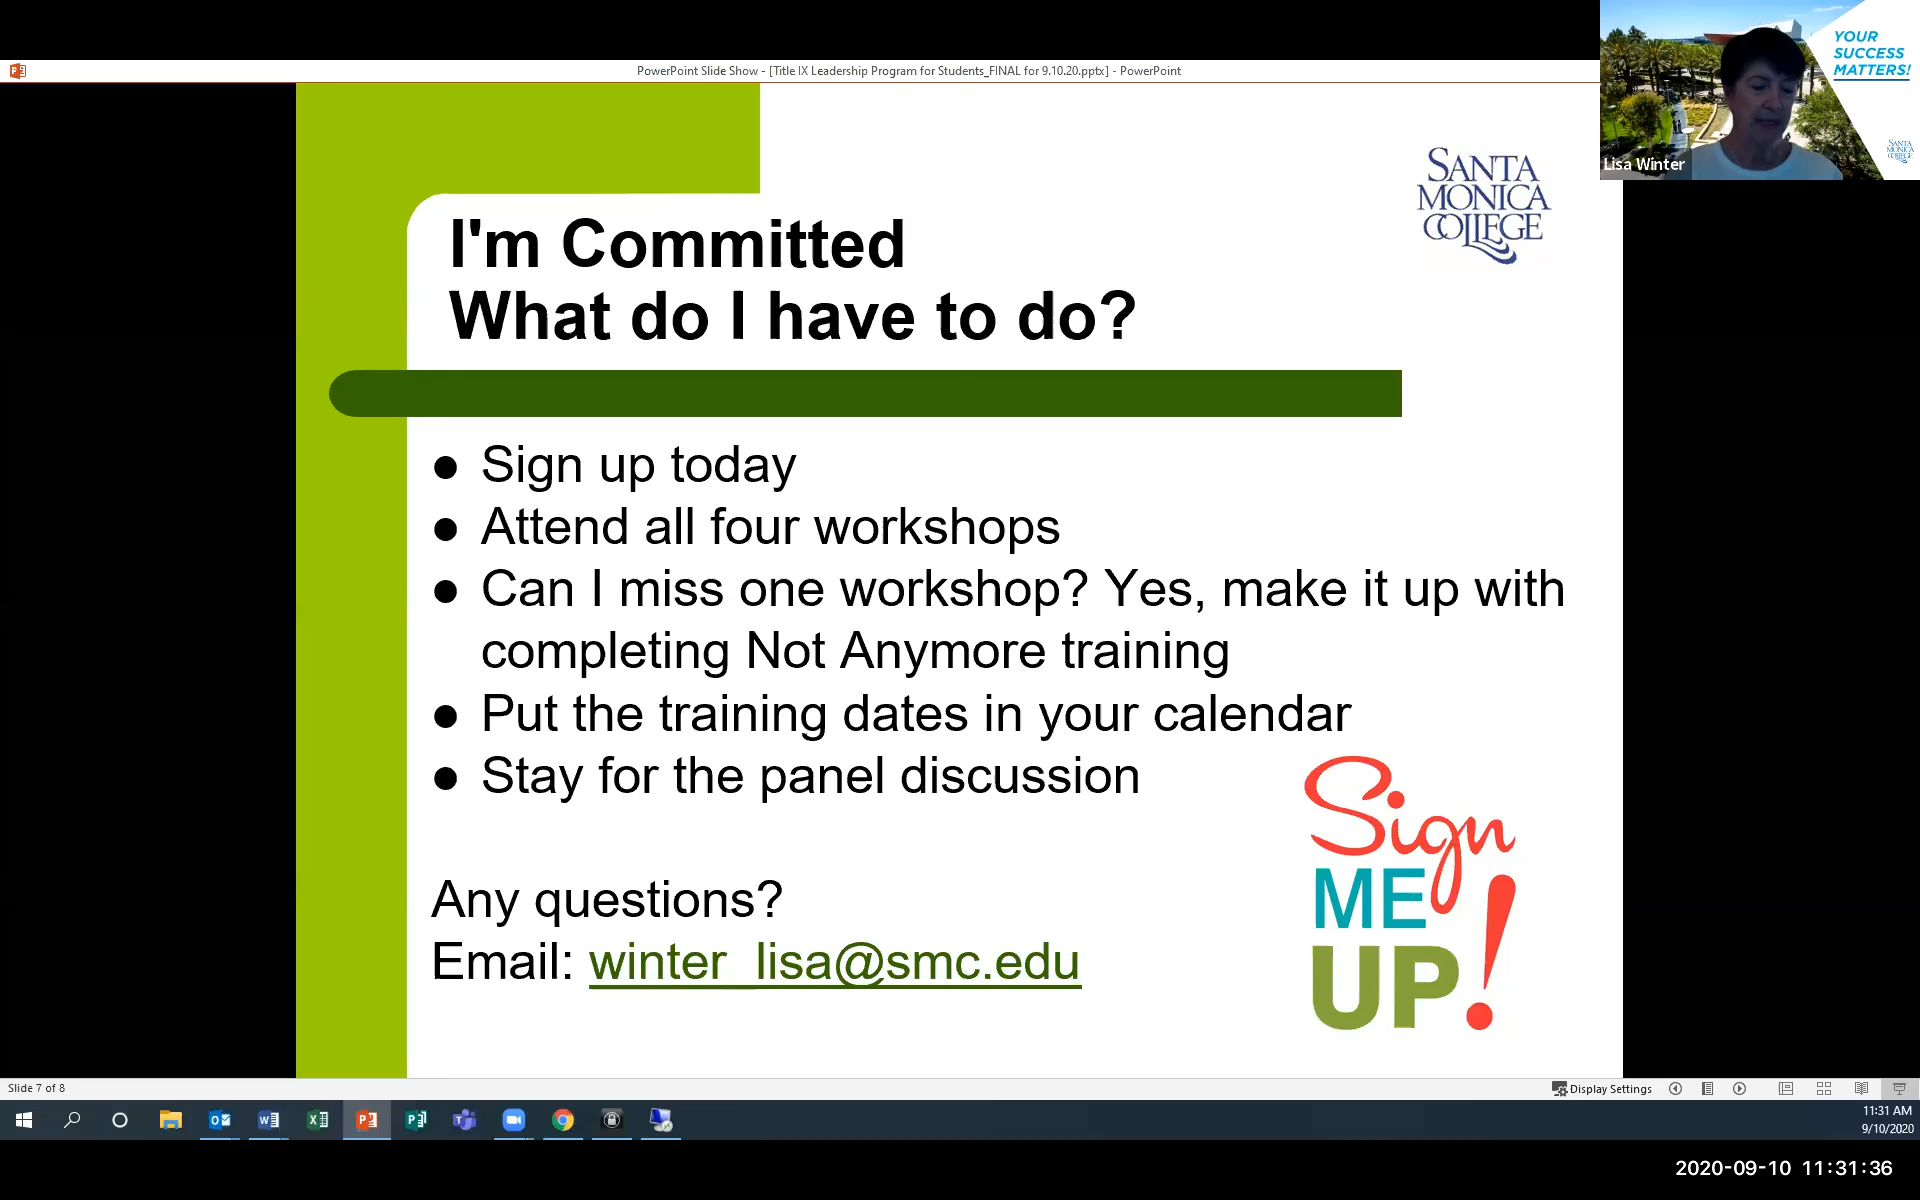 PowerPoint Slide Show - [Title IX Leadership Program for Students_FINAL for 9.10.20.pptx] - PowerPoint
YOUR
SUCCESS
MATTERS!
SANTA
MONICA
COLLEGE
Lisa Winter
SANTA
MONICA
COLLEGE
I'm Committed
What do I have to do?
● Sign up today
● Attend all four workshops
● Can I miss one workshop? Yes, make it up with
completing Not Anymore training
● Put the training dates in your calendar
● Stay for the panel discussion
Any questions?
Email: winter_lisa@smc.edu
Sign
ME
UP!
Slide 7 of 8
Display Settings
11:31 AM
9/10/2020
2020-09-10 11:31:36